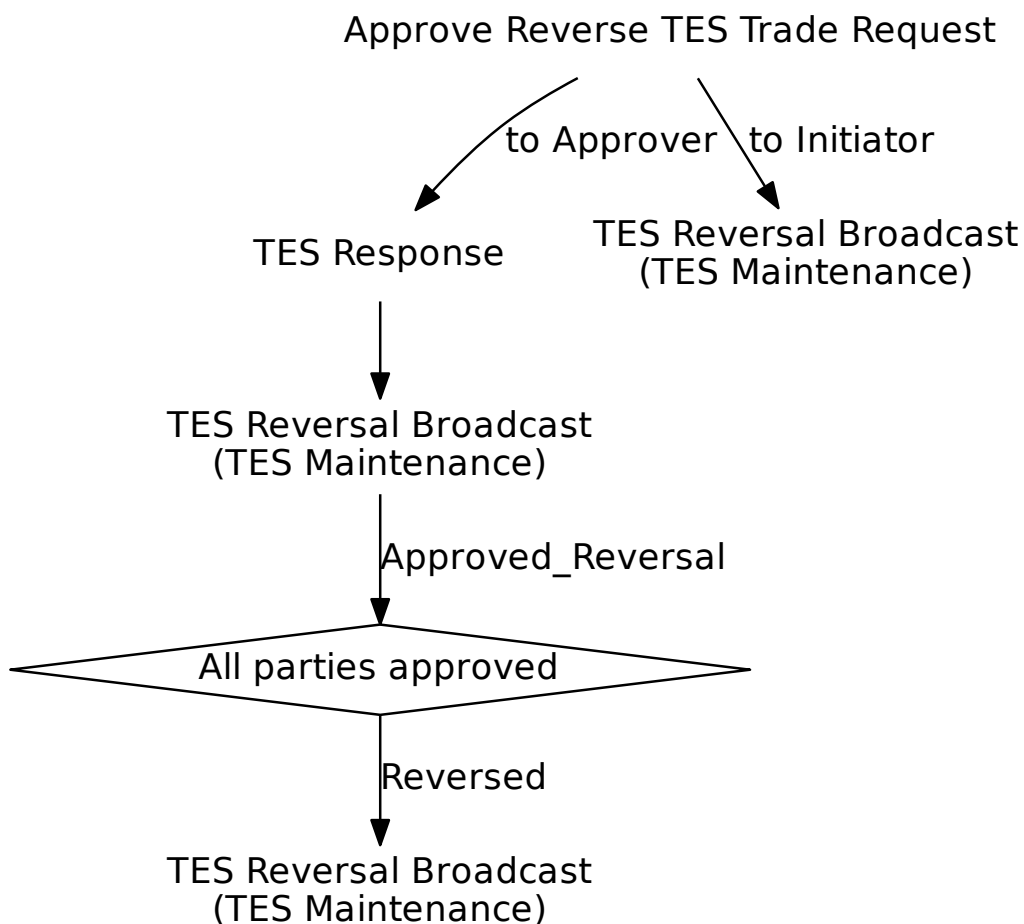 Approve Reverse TES Trade Request
to Approver
to Initiator
TES Response
TES Reversal Broadcast
(TES Maintenance)
TES Reversal Broadcast
(TES Maintenance)
Approved_Reversal
All parties approved
Reversed
TES Reversal Broadcast
(TES Maintenance)